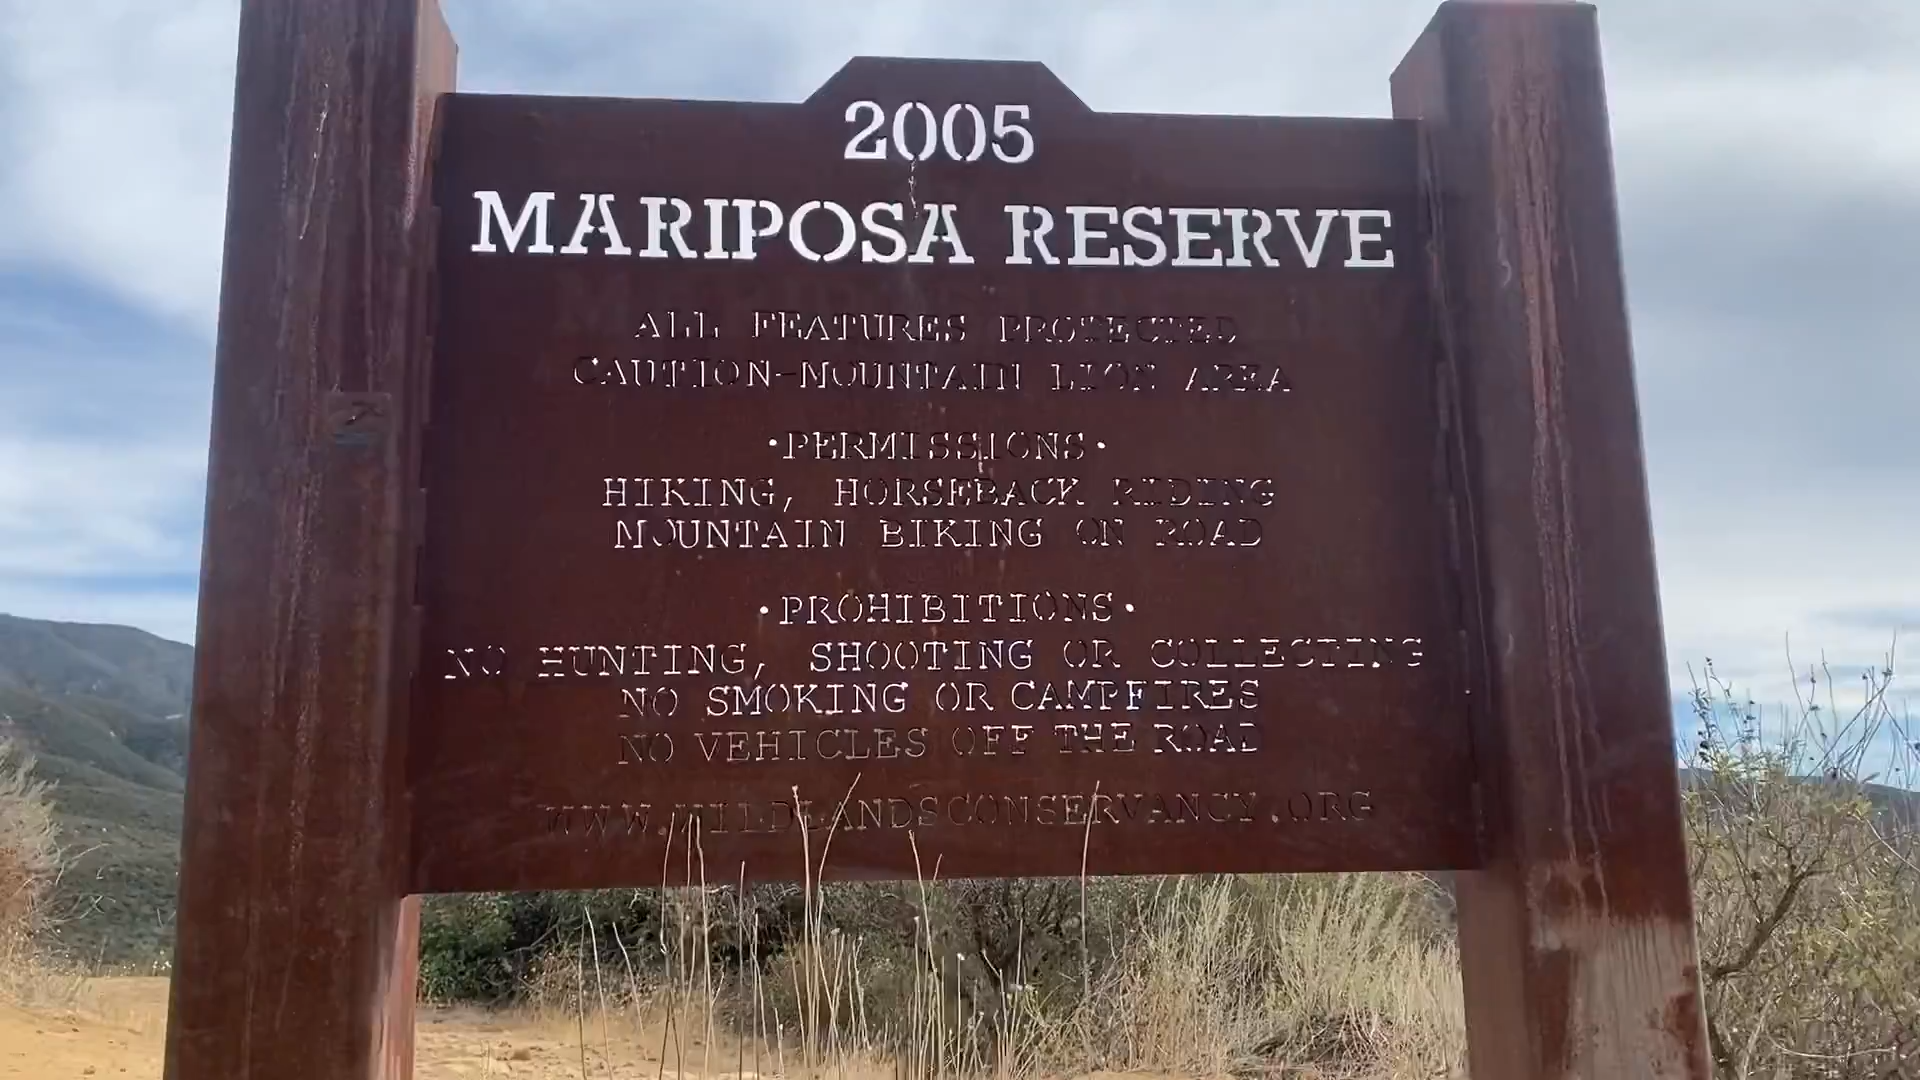 2005
MARIPOSA RESERVE
ALL FEATURES PROTECTED
CAUTION-MOUNTAIN LION AREA
•PERMISSIONS•
HIKING, HORSEBACK RIDING
MOUNTAIN BIKING ON ROAD
•PROHIBITIONS•
NO HUNTING, SHOOTING OR COLLECTING
NO SMOKING OR CAMPFIRES
NO VEHICLES OFF THE ROAD
WWW.WILDLANDSCONSERVANCY.ORG